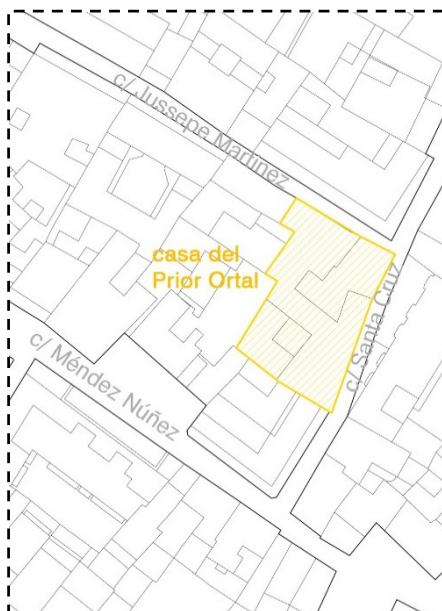 c/ Jussepe Martínez
casa del
Prior Ortal
c/ Santa Cruz
c/ Méndez Núñez